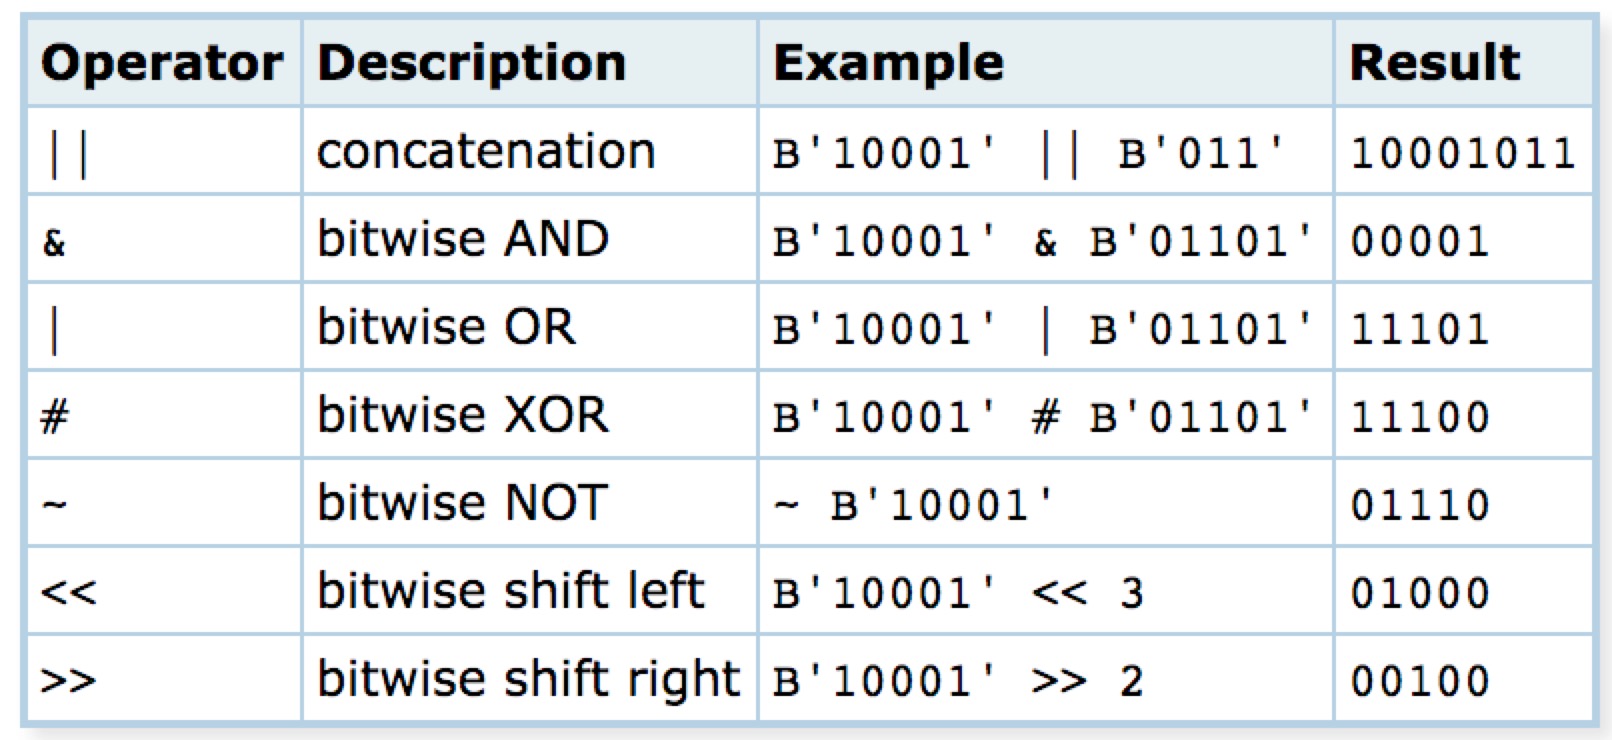 Operator Description Example Result
|| concatenation B'10001' || B'011' 10001011
& bitwise AND B'10001' & B'01101' 00001
| bitwise OR B'10001' | B'01101' 11101
# bitwise XOR B'10001' # B'01101' 11100
~ bitwise NOT ~ B'10001' 01110
<< bitwise shift left B'10001' << 3 01000
>> bitwise shift right B'10001' >> 2 00100